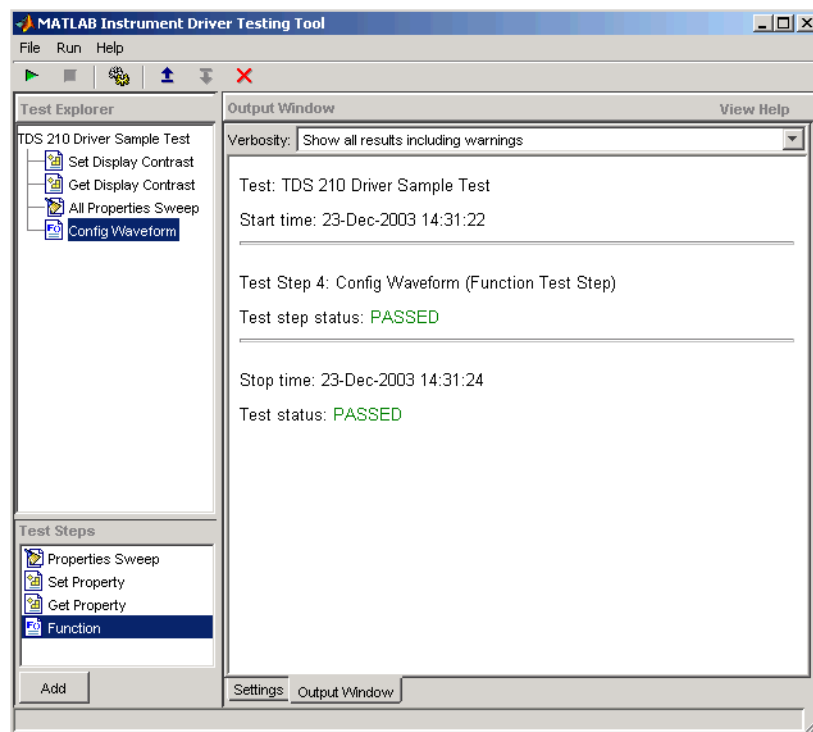 MATLAB Instrument Driver Testing Tool
File Run Help
Test Explorer
TDS 210 Driver Sample Test
Set Display Contrast
Get Display Contrast
All Properties Sweep
Config Waveform
Test Steps
Properties Sweep
Set Property
Get Property
Function
Add
Output Window View Help
Verbosity: Show all results including warnings
Test: TDS 210 Driver Sample Test
Start time: 23-Dec-2003 14:31:22
Test Step 4: Config Waveform (Function Test Step)
Test step status: PASSED
Stop time: 23-Dec-2003 14:31:24
Test status: PASSED
Settings Output Window